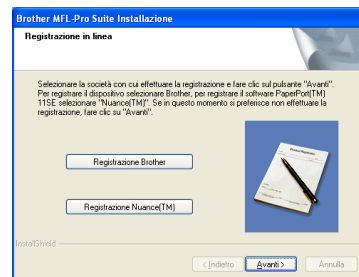 Brother MFL-Pro Suite Installazione
Registrazione in linea
Selezionare la società con cui effettuare la registrazione e fare clic sul pulsante "Avanti".
Per registrare il dispositivo selezionare Brother, per registrare il software PaperPort(TM)
11SE selezionare "Nuance(TM)". Se in questo momento si preferisce non effettuare la
registrazione, fare clic su "Avanti".
Registrazione Brother
Registrazione Nuance(TM)
InstallShield
< Indietro
Avanti >
Annulla